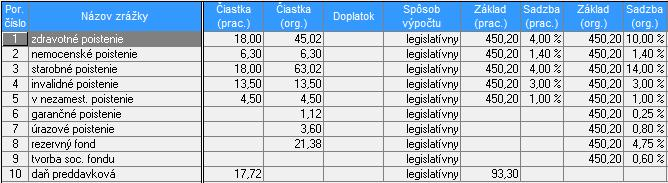 Por. číslo Názov zrážky Čiastka (prac.) Čiastka (org.) Doplatok Spôsob výpočtu Základ (prac.) Sadzba (prac.) Základ (org.) Sadzba (org.)
1 zdravotné poistenie 18,00 45,02 legislatívny 450,20 4,00 % 450,20 10,00 %
2 nemocenské poistenie 6,30 6,30 legislatívny 450,20 1,40 % 450,20 1,40 %
3 starobné poistenie 18,00 63,02 legislatívny 450,20 4,00 % 450,20 14,00 %
4 invalidné poistenie 13,50 13,50 legislatívny 450,20 3,00 % 450,20 3,00 %
5 v nezamest. poistenie 4,50 4,50 legislatívny 450,20 1,00 % 450,20 1,00 %
6 garančné poistenie 1,12 legislatívny 450,20 0,25 %
7 úrazové poistenie 3,60 legislatívny 450,20 0,80 %
8 rezervný fond 21,38 legislatívny 450,20 4,75 %
9 tvorba soc. fondu legislatívny 450,20 0,60 %
10 daň preddavková 17,72 legislatívny 93,30